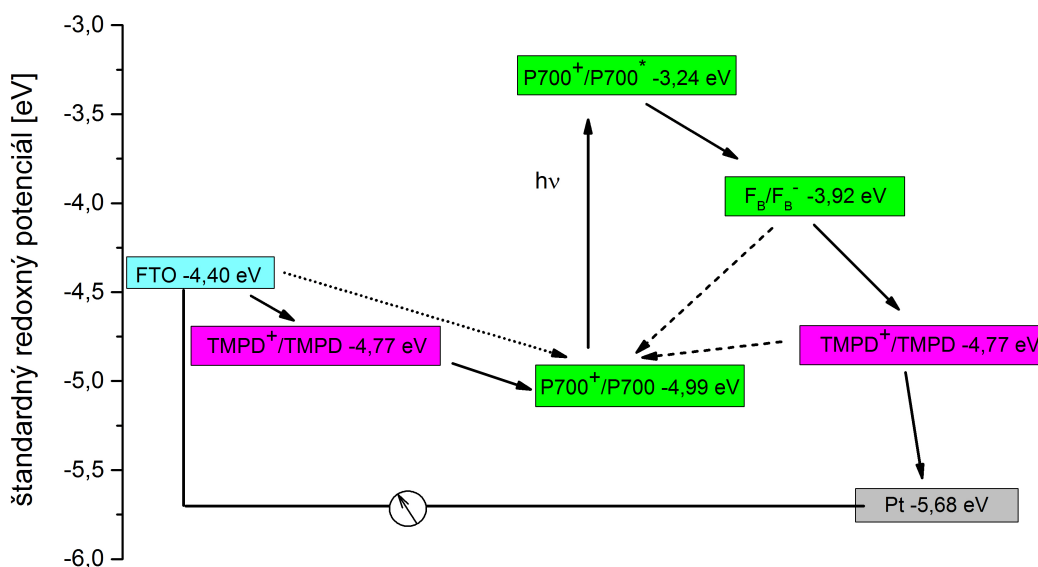 štandardný redoxný potenciál [eV]
-3,0
-3,5
-4,0
-4,5
-5,0
-5,5
-6,0
P700⁺/P700* -3,24 eV
hν
F_B/F_B⁻ -3,92 eV
FTO -4,40 eV
TMPD⁺/TMPD -4,77 eV
TMPD⁺/TMPD -4,77 eV
P700⁺/P700 -4,99 eV
Pt -5,68 eV